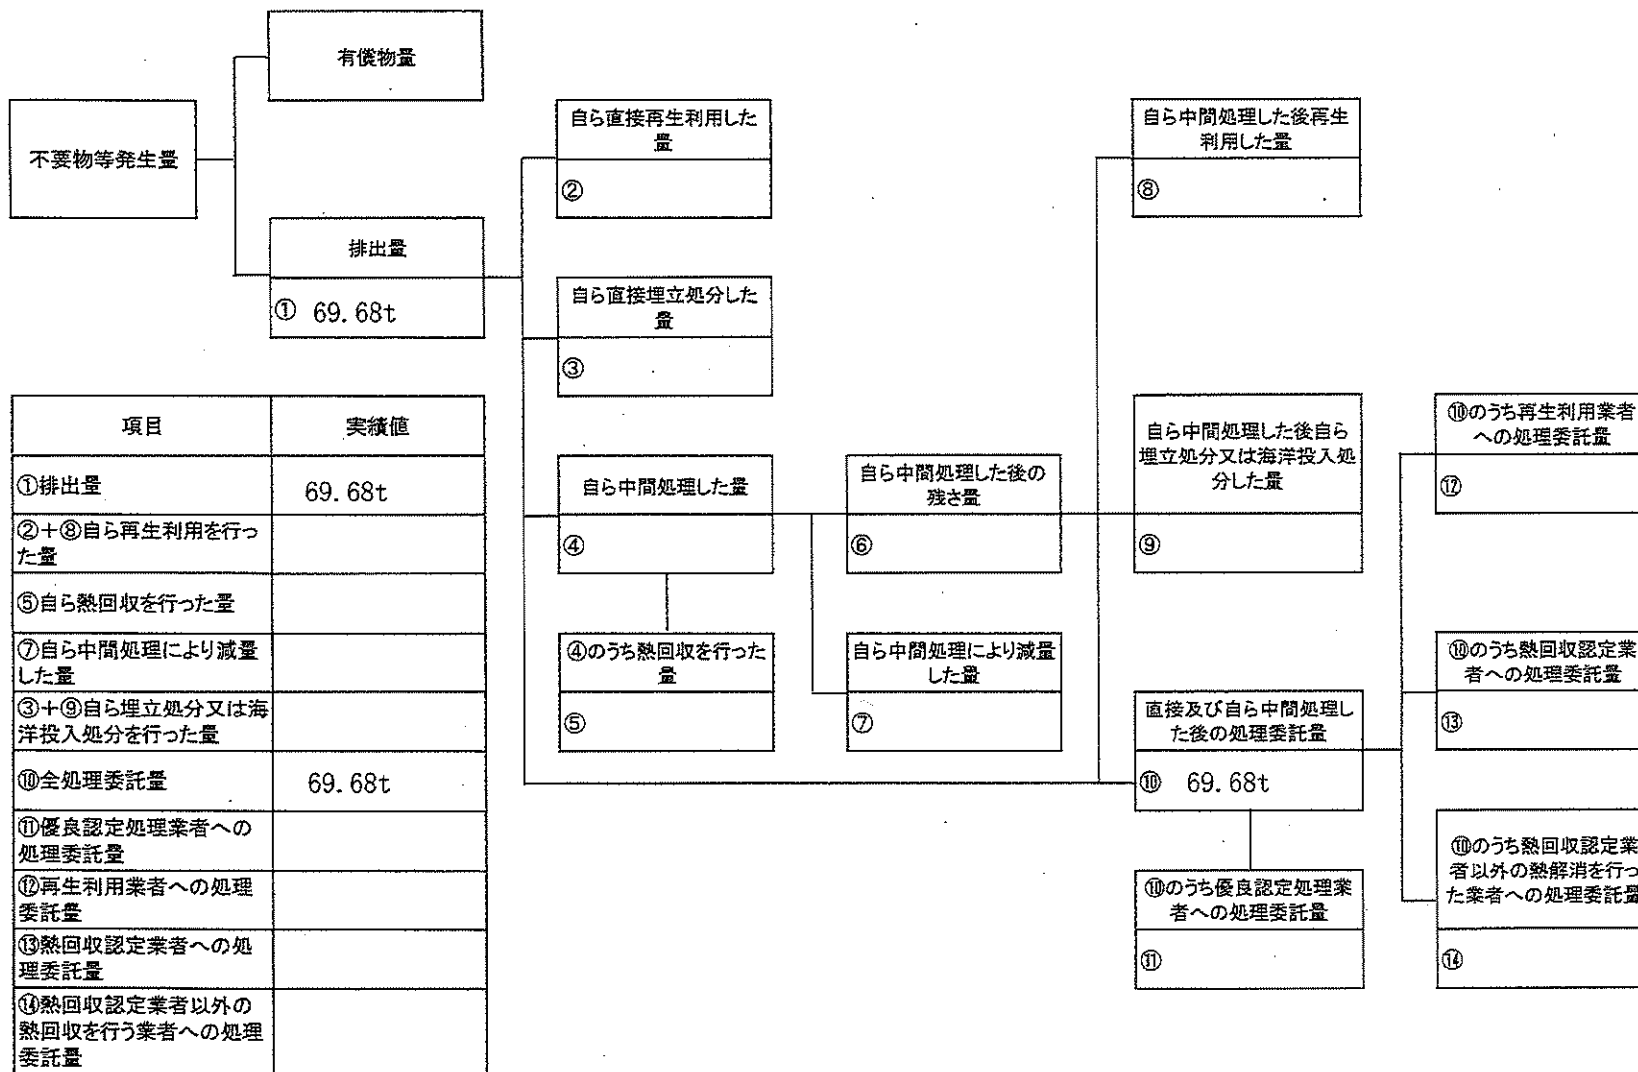 有償物量
不要物等発生量
排出量
① 69.68t
自ら直接再生利用した
量
②
自ら直接埋立処分した
量
③
自ら中間処理した量
④
④のうち熱回収を行った
量
⑤
自ら中間処理した後の
残さ量
⑥
自ら中間処理により減量
した量
⑦
自ら中間処理した後再生
利用した量
⑧
自ら中間処理した後自ら
埋立処分又は海洋投入処
分した量
⑨
直接及び自ら中間処理し
た後の処理委託量
⑩ 69.68t
⑩のうち優良認定処理業
者への処理委託量
⑪
⑩のうち再生利用業者
への処理委託量
⑫
⑩のうち熱回収認定業
者への処理委託量
⑬
⑩のうち熱回収認定業
者以外の熱解消を行っ
た業者への処理委託量
⑭
項目 実績値
①排出量 69.68t
②+⑧自ら再生利用を行っ
た量
⑤自ら熱回収を行った量
⑦自ら中間処理により減量
した量
③+⑨自ら埋立処分又は海
洋投入処分を行った量
⑩全処理委託量 69.68t
⑪優良認定処理業者への
処理委託量
⑫再生利用業者への処理
委託量
⑬熱回収認定業者への処
理委託量
⑭熱回収認定業者以外の
熱回収を行う業者への処理
委託量